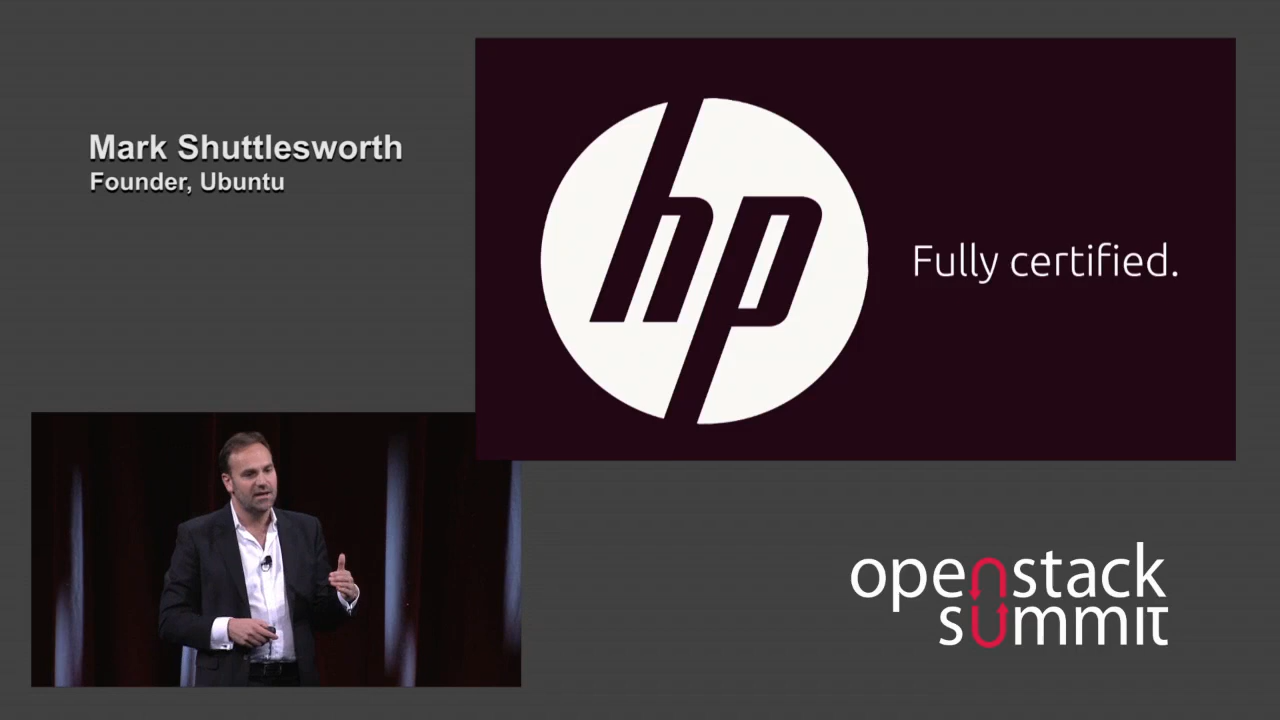 Mark Shuttlesworth
Founder, Ubuntu
hp
Fully certified.
openstack
summit